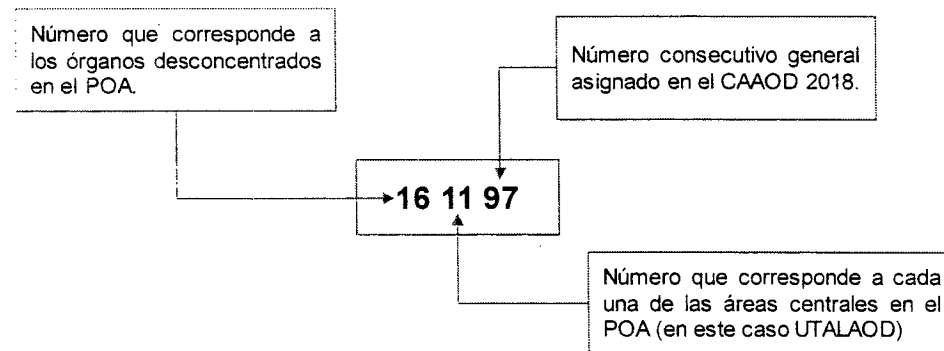 Número que corresponde a
los órganos desconcentrados
en el POA.
Número consecutivo general
asignado en el CAAOD 2018.
16 11 97
Número que corresponde a cada
una de las áreas centrales en el
POA (en este caso UTALAOD)